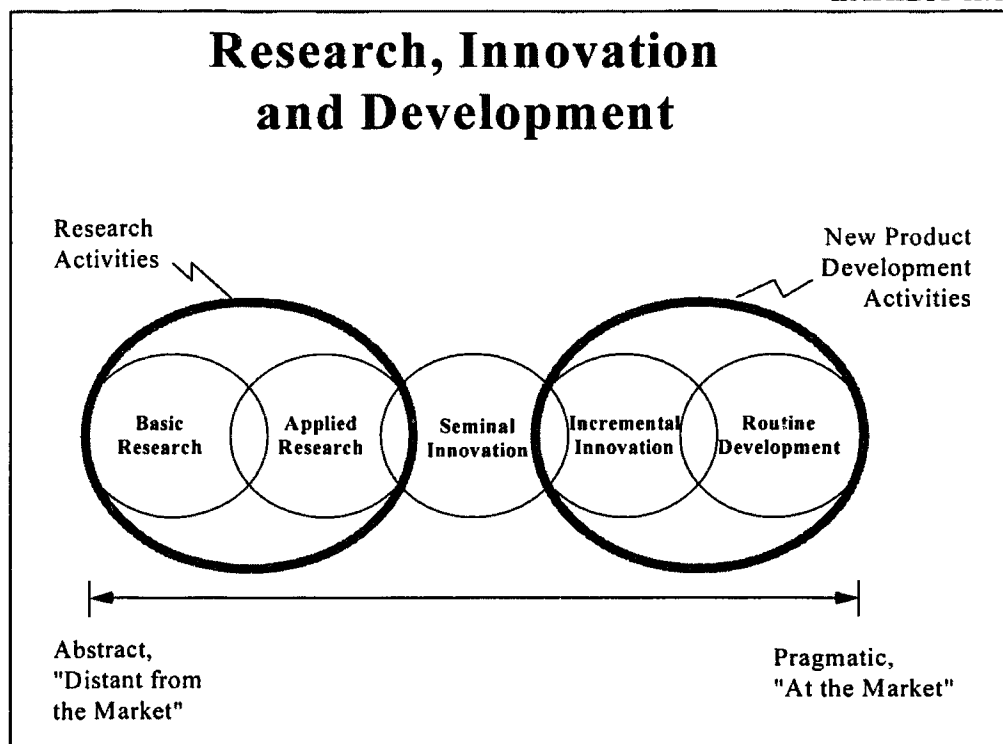 Research, Innovation
and Development
Research
Activities
New Product
Development
Activities
Basic
Research
Applied
Research
Seminal
Innovation
Incremental
Innovation
Routine
Development
Abstract,
"Distant from
the Market"
Pragmatic,
"At the Market"